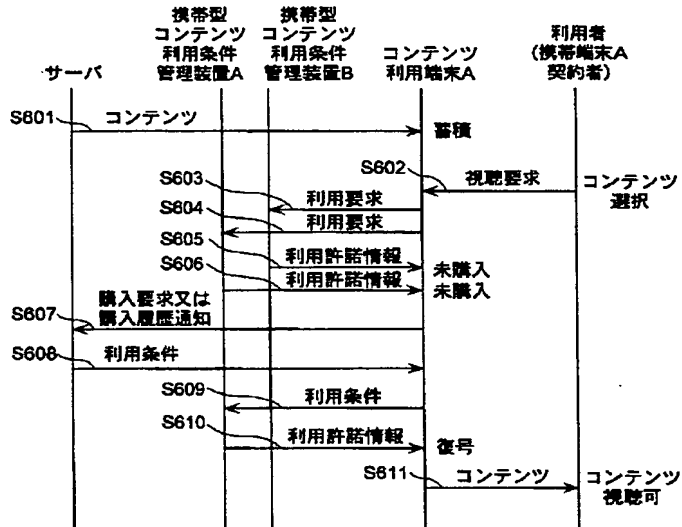 サーバ
携帯型
コンテンツ
利用条件
管理装置A
携帯型
コンテンツ
利用条件
管理装置B
コンテンツ
利用端末A
利用者
(携帯端末A
契約者)
S601
コンテンツ
蓄積
S602
視聴要求
コンテンツ
選択
S603
利用要求
S604
利用要求
S605
利用許諾情報
未購入
S606
利用許諾情報
未購入
S607
購入要求又は
購入履歴通知
S608
利用条件
S609
利用条件
S610
利用許諾情報
復号
S611
コンテンツ
コンテンツ
視聴可